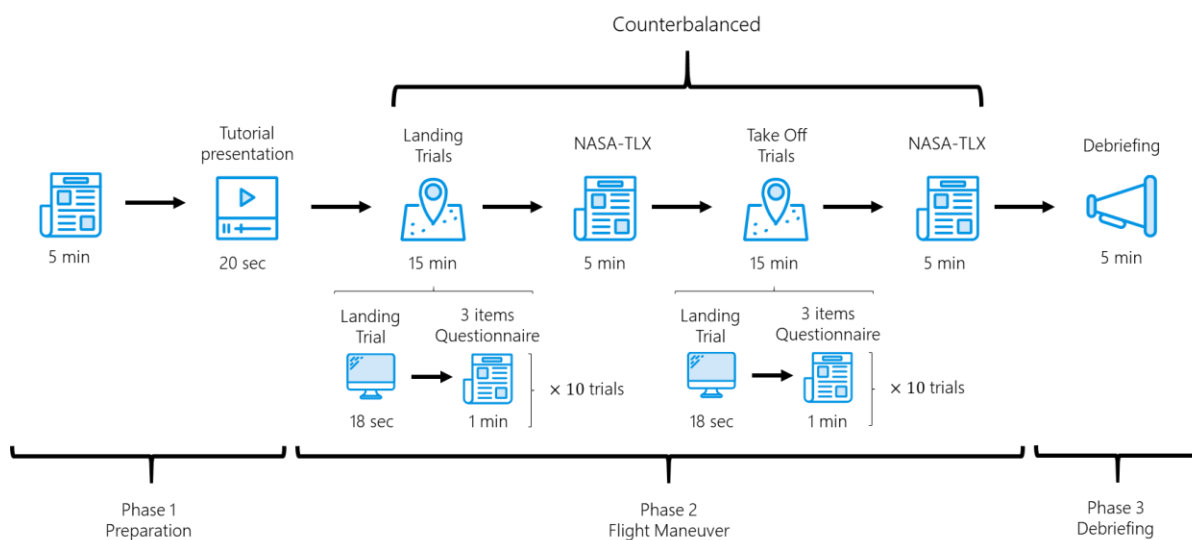 Counterbalanced
Tutorial
presentation
Landing
Trials
NASA-TLX
Take Off
Trials
NASA-TLX
Debriefing
5 min
20 sec
15 min
5 min
15 min
5 min
5 min
Landing
Trial
3 items
Questionnaire
× 10 trials
18 sec
1 min
Landing
Trial
3 items
Questionnaire
× 10 trials
18 sec
1 min
Phase 1
Preparation
Phase 2
Flight Maneuver
Phase 3
Debriefing